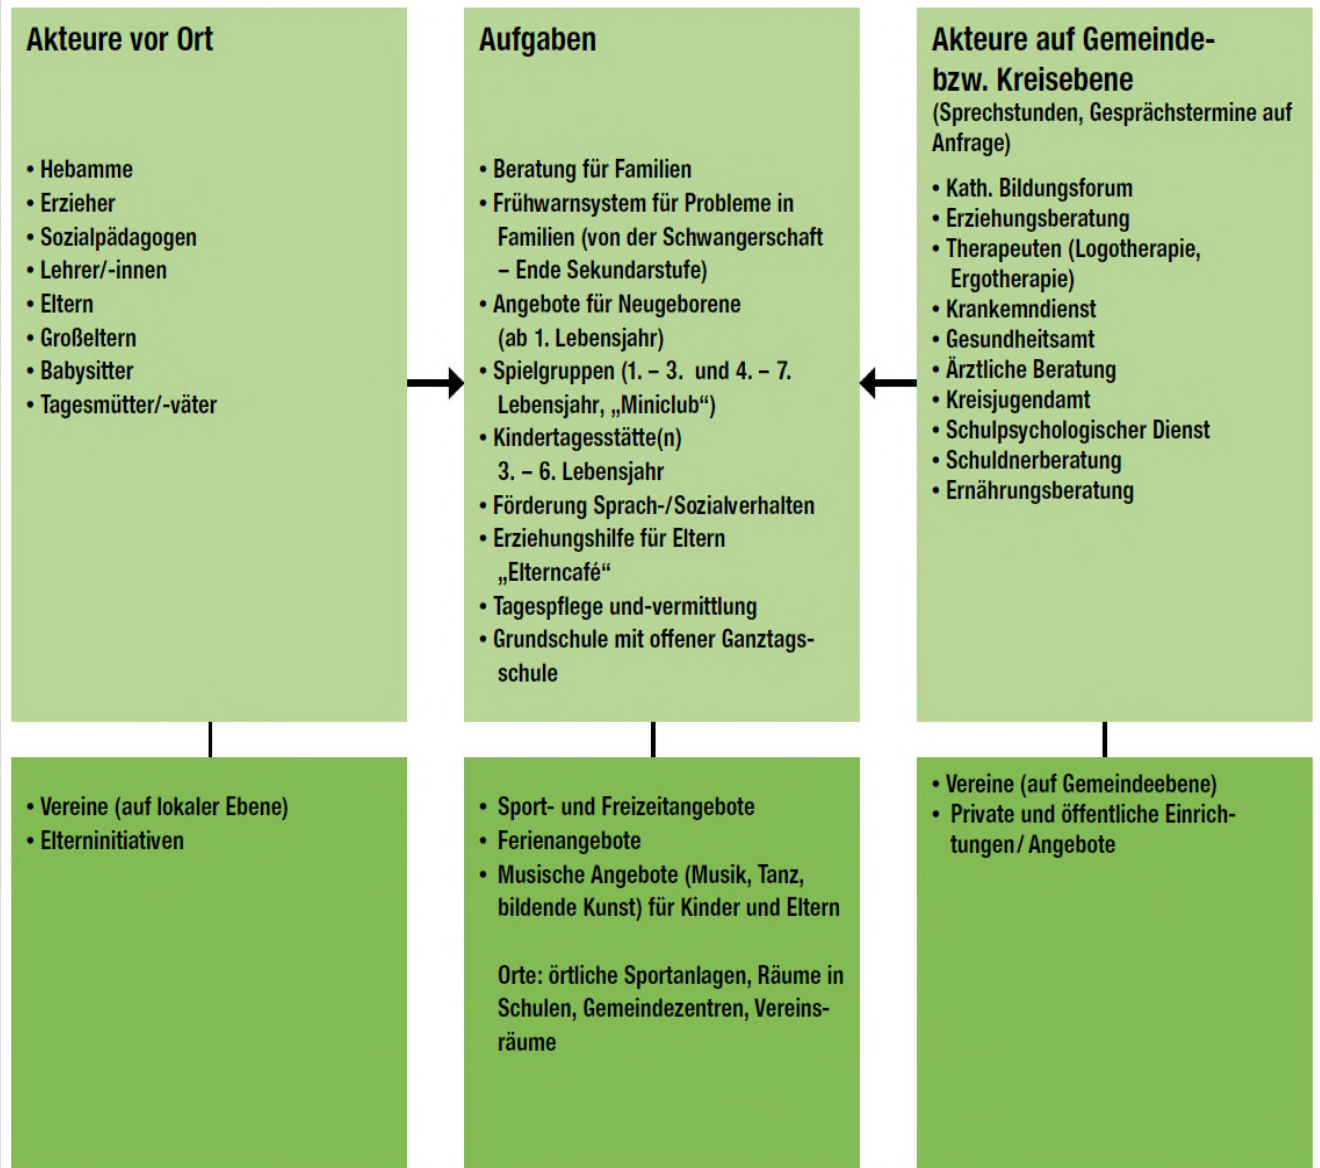 Akteure vor Ort
• Hebamme
• Erzieher
• Sozialpädagogen
• Lehrer/-innen
• Eltern
• Großeltern
• Babysitter
• Tagesmütter/-väter
Aufgaben
• Beratung für Familien
• Frühwarnsystem für Probleme in
Familien (von der Schwangerschaft
– Ende Sekundarstufe)
• Angebote für Neugeborene
(ab 1. Lebensjahr)
• Spielgruppen (1. – 3. und 4. – 7.
Lebensjahr, „Miniclub“)
• Kindertagesstätte(n)
3. – 6. Lebensjahr
• Förderung Sprach-/Sozialverhalten
• Erziehungshilfe für Eltern
„Elterncafé“
• Tagespflege und-vermittlung
• Grundschule mit offener Ganztags-
schule
Akteure auf Gemeinde-
bzw. Kreisebene
(Sprechstunden, Gesprächstermine auf
Anfrage)
• Kath. Bildungsforum
• Erziehungsberatung
• Therapeuten (Logotherapie,
Ergotherapie)
• Krankemndienst
• Gesundheitsamt
• Ärztliche Beratung
• Kreisjugendamt
• Schulpsychologischer Dienst
• Schuldnerberatung
• Ernährungsberatung
• Vereine (auf lokaler Ebene)
• Elterninitiativen
• Sport- und Freizeitangebote
• Ferienangebote
• Musische Angebote (Musik, Tanz,
bildende Kunst) für Kinder und Eltern
Orte: örtliche Sportanlagen, Räume in
Schulen, Gemeindezentren, Vereins-
räume
• Vereine (auf Gemeindeebene)
• Private und öffentliche Einrich-
tungen/ Angebote